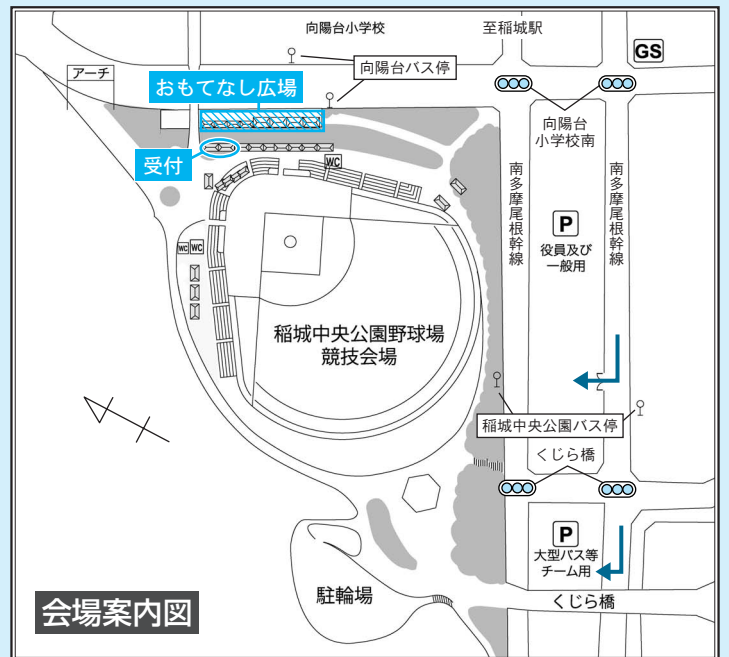 向陽台小学校
至稲城駅
GS
アーチ
向陽台バス停
おもてなし広場
向陽台
小学校南
受付
WC
南多摩尾根幹線
南多摩尾根幹線
P
役員及び
一般用
WC WC
稲城中央公園野球場
競技会場
稲城中央公園バス停
くじら橋
P
大型バス等
チーム用
駐輪場
くじら橋
会場案内図